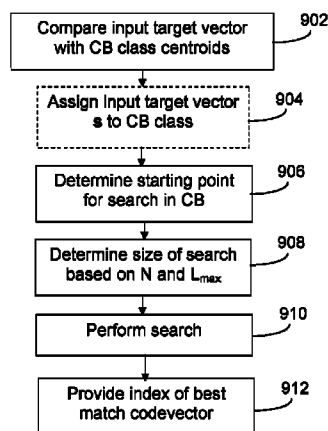 Compare input target vector
with CB class centroids
902
Assign Input target vector
s to CB class
904
Determine starting point
for search in CB
906
Determine size of search
based on N and Lmax
908
Perform search
910
Provide index of best
match codevector
912